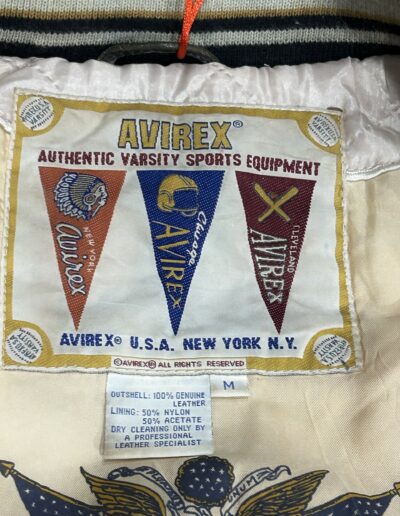 AVIREX®
AUTHENTIC VARSITY SPORTS EQUIPMENT
NEW YORK
Avirex
Chicago
AVIREX
CLEVELAND
AVIREX
AVIREX® U.S.A. NEW YORK N.Y.
©AVIREX® ALL RIGHTS RESERVED
M
OUTSHELL: 100% GENUINE
LEATHER
LINING: 50% NYLON
50% ACETATE
DRY CLEANING ONLY BY
A PROFESSIONAL
LEATHER SPECIALIST